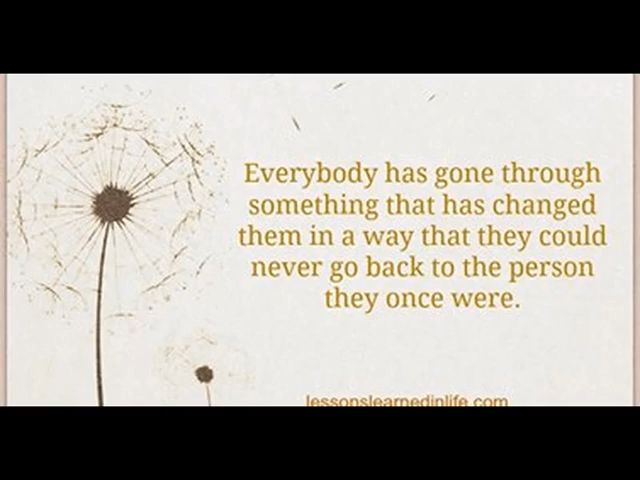 Everybody has gone through
something that has changed
them in a way that they could
never go back to the person
they once were.
lessonslearnedinlife.com